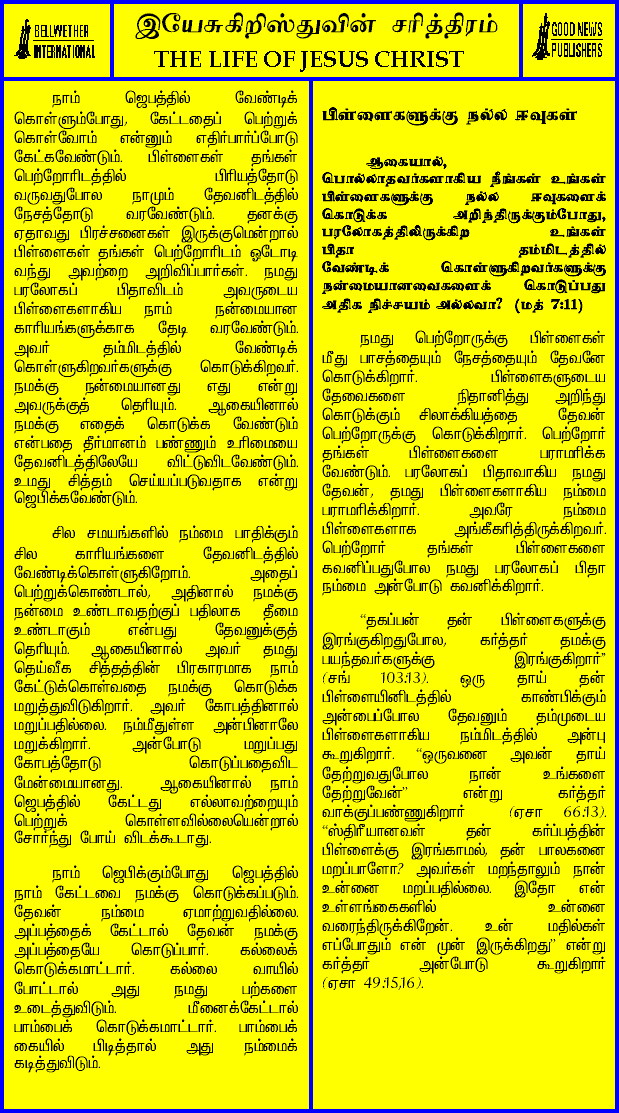 BELLWETHER
INTERNATIONAL
இயேசுகிறிஸ்துவின் சரித்திரம்
THE LIFE OF JESUS CHRIST
GOOD NEWS
PUBLISHERS
நாம் ஜெபத்தில் வேண்டிக்
கொள்ளும்போது, கேட்டதைப் பெற்றுக்
கொள்வோம் என்னும் எதிர்பார்ப்போடு
கேட்கவேண்டும். பிள்ளைகள் தங்கள்
பெற்றோரிடத்தில் பிரியத்தோடு
வருவதுபோல நாமும் தேவனிடத்தில்
நேசத்தோடு வரவேண்டும். தனக்கு
ஏதாவது பிரச்சனைகள் இருக்குமென்றால்
பிள்ளைகள் தங்கள் பெற்றோரிடம் ஓடோடி
வந்து அவற்றை அறிவிப்பார்கள். நமது
பரலோகப் பிதாவிடம் அவருடைய
பிள்ளைகளாகிய நாம் நன்மையான
காரியங்களுக்காக தேடி வரவேண்டும்.
அவர் தம்மிடத்தில் வேண்டிக்
கொள்ளுகிறவர்களுக்கு கொடுக்கிறவர்.
நமக்கு நன்மையானது எது என்று
அவருக்குத் தெரியும். ஆகையினால்
நமக்கு எதைக் கொடுக்க வேண்டும்
என்பதை தீர்மானம் பண்ணும் உரிமையை
தேவனிடத்திலேயே விட்டுவிடவேண்டும்.
உமது சித்தம் செய்யப்படுவதாக என்று
ஜெபிக்கவேண்டும்.
சில சமயங்களில் நம்மை பாதிக்கும்
சில காரியங்களை தேவனிடத்தில்
வேண்டிக்கொள்ளுகிறோம். அதைப்
பெற்றுக்கொண்டால், அதினால் நமக்கு
நன்மை உண்டாவதற்குப் பதிலாக தீமை
உண்டாகும் என்பது தேவனுக்குத்
தெரியும். ஆகையினால் அவர் தமது
தெய்வீக சித்தத்தின் பிரகாரமாக நாம்
கேட்டுக்கொள்வதை நமக்கு கொடுக்க
மறுத்துவிடுகிறார். அவர் கோபத்தினால்
மறுப்பதில்லை. நம்மீதுள்ள அன்பினாலே
மறுக்கிறார். அன்போடு மறுப்பது
கோபத்தோடு கொடுப்பதைவிட
மேன்மையானது. ஆகையினால் நாம்
ஜெபத்தில் கேட்டது எல்லாவற்றையும்
பெற்றுக் கொள்ளவில்லையென்றால்
சோர்ந்து போய் விடக்கூடாது.
நாம் ஜெபிக்கும்போது ஜெபத்தில்
நாம் கேட்டவை நமக்கு கொடுக்கப்படும்.
தேவன் நம்மை ஏமாற்றுவதில்லை.
அப்பத்தைக் கேட்டால் தேவன் நமக்கு
அப்பத்தையே கொடுப்பார். கல்லைக்
கொடுக்கமாட்டார். கல்லை வாயில்
போட்டால் அது நமது பற்களை
உடைத்துவிடும். மீனைக்கேட்டால்
பாம்பைக் கொடுக்கமாட்டார். பாம்பைக்
கையில் பிடித்தால் அது நம்மைக்
கடித்துவிடும்.
பிள்ளைகளுக்கு நல்ல ஈவுகள்
ஆகையால்,
பொல்லாதவர்களாகிய நீங்கள் உங்கள்
பிள்ளைகளுக்கு நல்ல ஈவுகளைக்
கொடுக்க அறிந்திருக்கும்போது,
பரலோகத்திலிருக்கிற உங்கள்
பிதா தம்மிடத்தில்
வேண்டிக் கொள்ளுகிறவர்களுக்கு
நன்மையானவைகளைக் கொடுப்பது
அதிக நிச்சயம் அல்லவா? (மத் 7:11)
நமது பெற்றோருக்கு பிள்ளைகள்
மீது பாசத்தையும் நேசத்தையும் தேவனே
கொடுக்கிறார். பிள்ளைகளுடைய
தேவைகளை நிதானித்து அறிந்து
கொடுக்கும் சிலாக்கியத்தை தேவன்
பெற்றோருக்கு கொடுக்கிறார். பெற்றோர்
தங்கள் பிள்ளைகளை பராமரிக்க
வேண்டும். பரலோகப் பிதாவாகிய நமது
தேவன், தமது பிள்ளைகளாகிய நம்மை
பராமரிக்கிறார். அவரே நம்மை
பிள்ளைகளாக அங்கீகரித்திருக்கிறவர்.
பெற்றோர் தங்கள் பிள்ளைகளை
கவனிப்பதுபோல நமது பரலோகப் பிதா
நம்மை அன்போடு கவனிக்கிறார்.
"தகப்பன் தன் பிள்ளைகளுக்கு
இரங்குகிறதுபோல, கர்த்தர் தமக்கு
பயந்தவர்களுக்கு இரங்குகிறார்"
(சங் 103:13). ஒரு தாய் தன்
பிள்ளையினிடத்தில் காண்பிக்கும்
அன்பைப்போல தேவனும் தம்முடைய
பிள்ளைகளாகிய நம்மிடத்தில் அன்பு
கூறுகிறார். "ஒருவனை அவன் தாய்
தேற்றுவதுபோல நான் உங்களை
தேற்றுவேன்" என்று கர்த்தர்
வாக்குப்பண்ணுகிறார் (ஏசா 66:13).
"ஸ்திரீயானவள் தன் கர்ப்பத்தின்
பிள்ளைக்கு இரங்காமல், தன் பாலகனை
மறப்பாளோ? அவர்கள் மறந்தாலும் நான்
உன்னை மறப்பதில்லை. இதோ என்
உள்ளங்கைகளில் உன்னை
வரைந்திருக்கிறேன். உன் மதில்கள்
எப்போதும் என் முன் இருக்கிறது" என்று
கர்த்தர் அன்போடு கூறுகிறார்
(ஏசா 49:15,16).